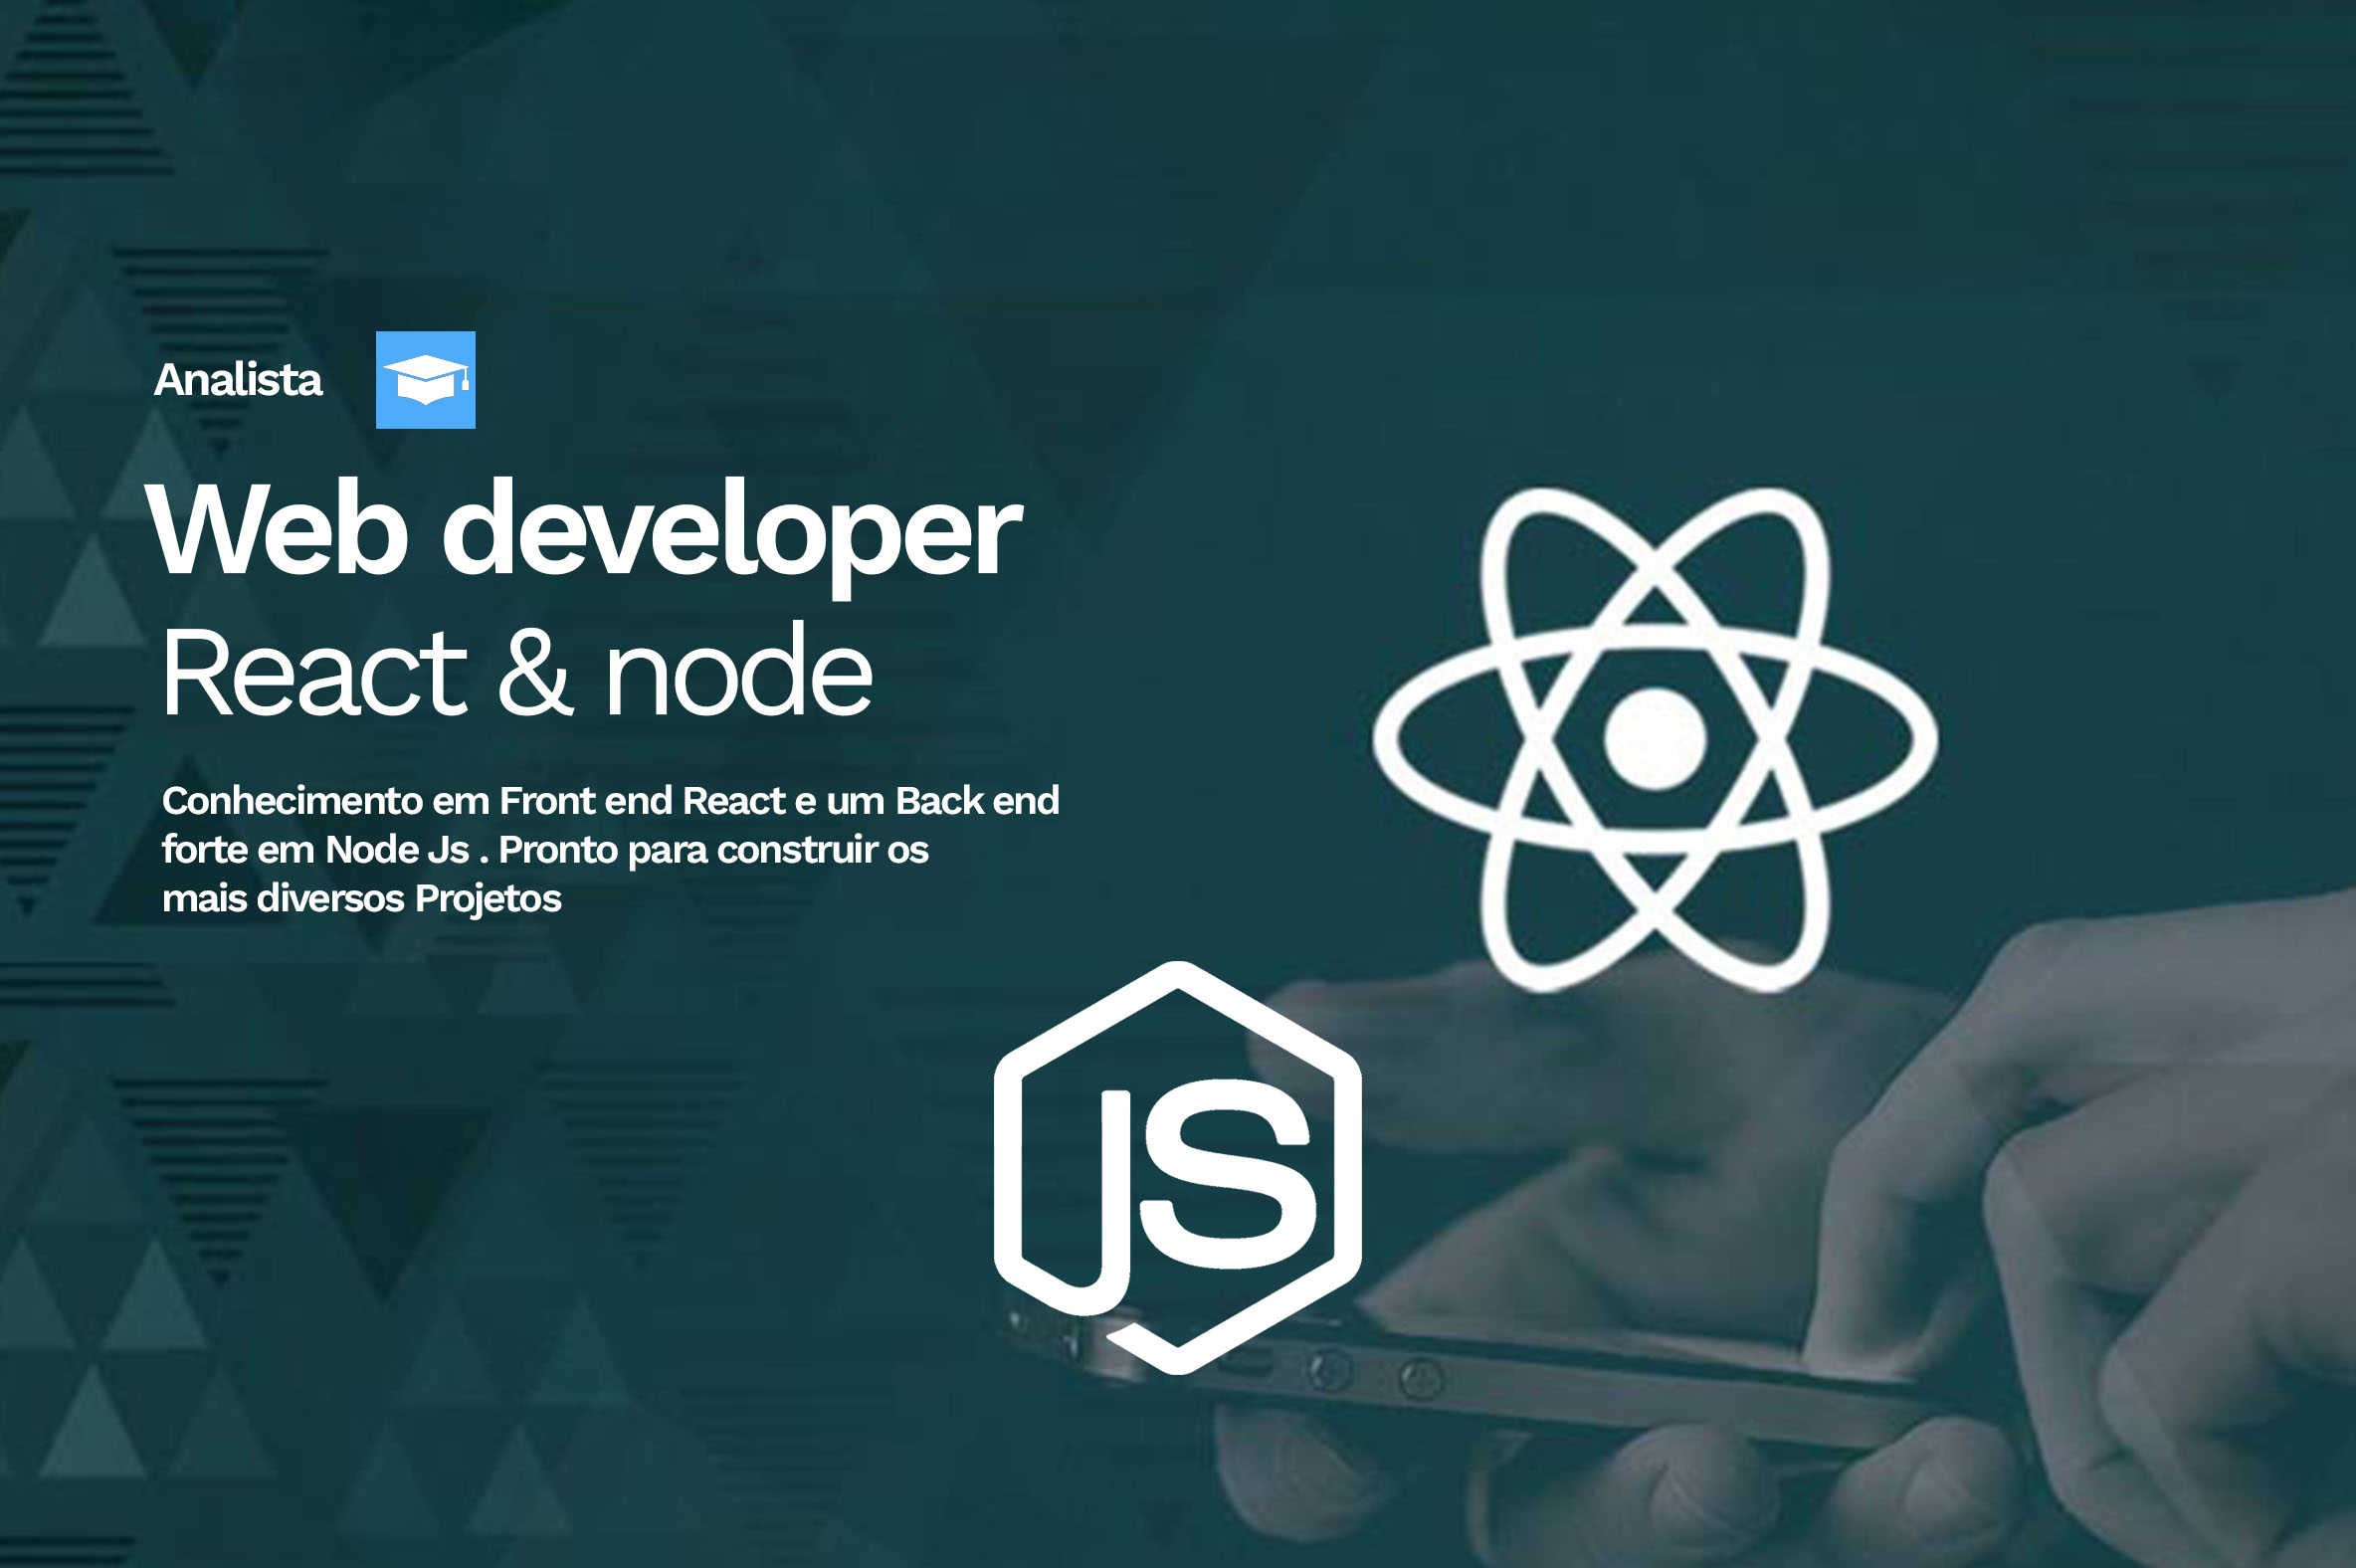 Analista
Web developer
React & node
Conhecimento em Front end React e um Back end
forte em Node Js . Pronto para construir os
mais diversos Projetos
JS